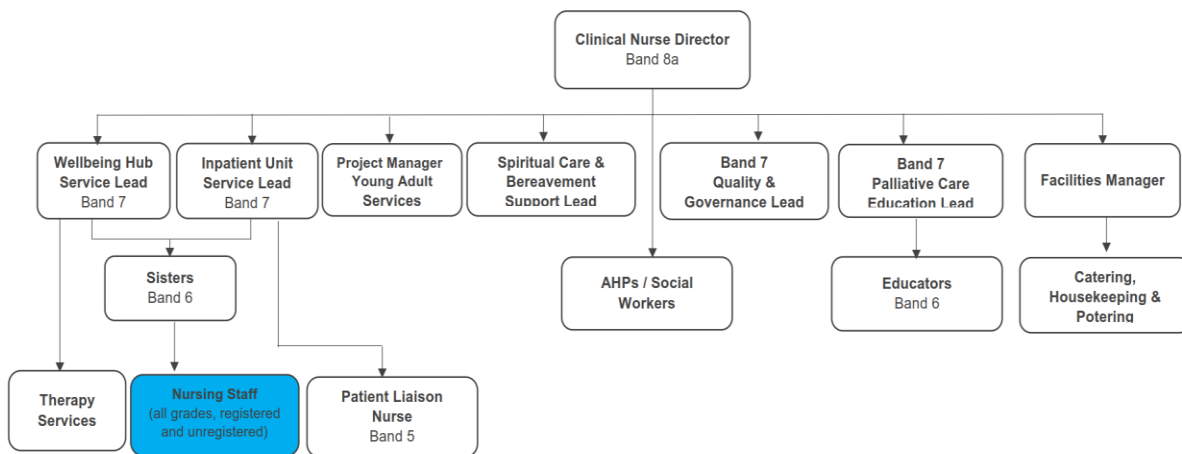 Clinical Nurse Director
Band 8a
Wellbeing Hub
Service Lead
Band 7
Inpatient Unit
Service Lead
Band 7
Project Manager
Young Adult
Services
Spiritual Care &
Bereavement
Support Lead
Band 7
Quality &
Governance Lead
Band 7
Palliative Care
Education Lead
Facilities Manager
Sisters
Band 6
AHPs / Social
Workers
Educators
Band 6
Catering,
Housekeeping &
Potering
Therapy
Services
Nursing Staff
(all grades, registered
and unregistered)
Patient Liaison
Nurse
Band 5